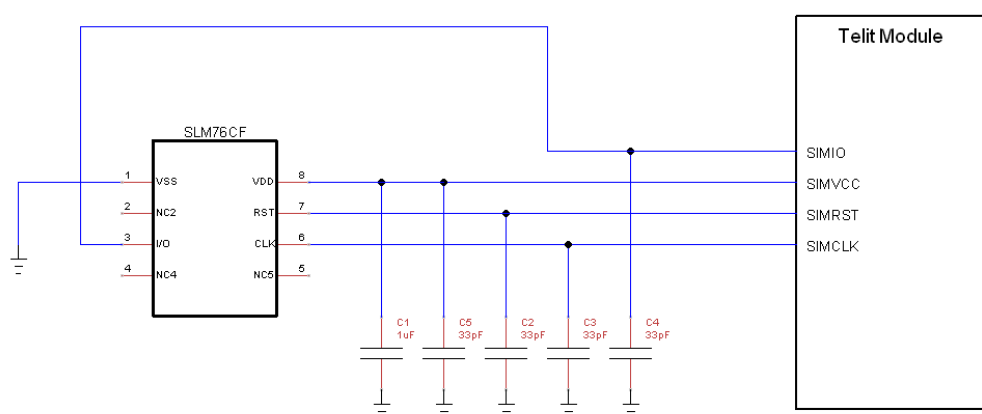 Telit Module
SLM76CF
1 VSS VDD 8
2 NC2 RST 7
3 I/O CLK 6
4 NC4 NC5 5
SIMIO
SIMVCC
SIMRST
SIMCLK
C1 C5 C2 C3 C4
1uF 33pF 33pF 33pF 33pF